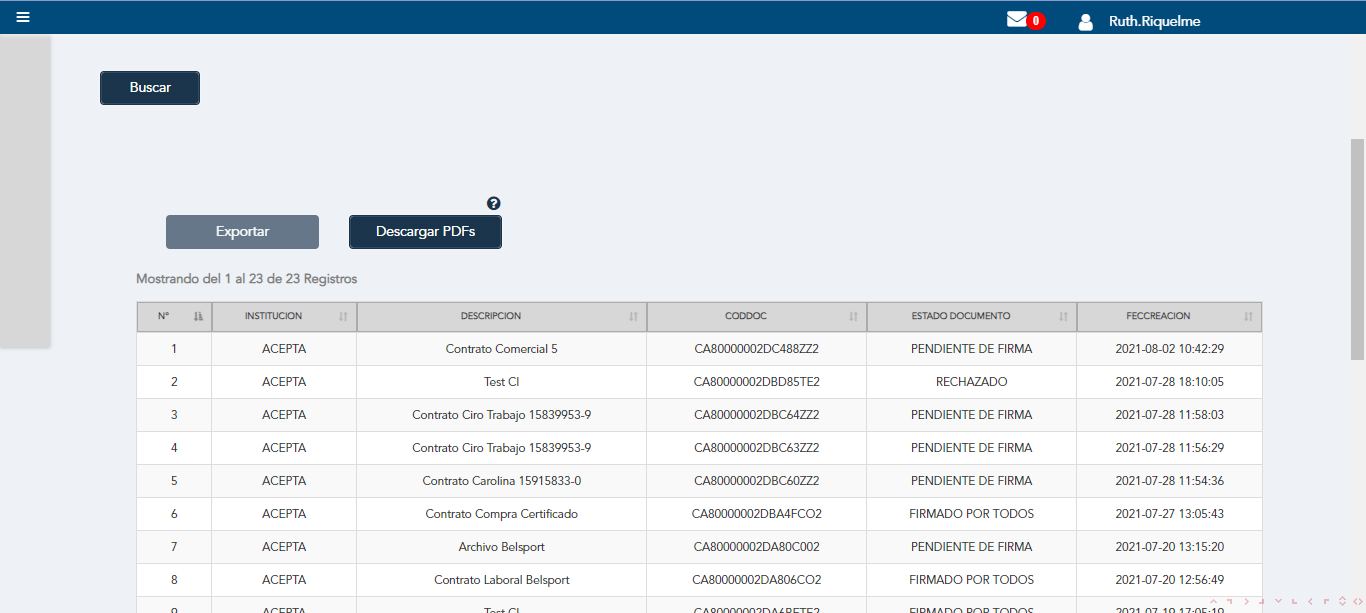 0 Ruth.Riquelme
Buscar
?
Exportar Descargar PDFs
Mostrando del 1 al 23 de 23 Registros
N° INSTITUCION DESCRIPCION CODDOC ESTADO DOCUMENTO FECCREACION
1 ACEPTA Contrato Comercial 5 CA80000002DC488ZZ2 PENDIENTE DE FIRMA 2021-08-02 10:42:29
2 ACEPTA Test CI CA80000002DBD85TE2 RECHAZADO 2021-07-28 18:10:05
3 ACEPTA Contrato Ciro Trabajo 15839953-9 CA80000002DBC64ZZ2 PENDIENTE DE FIRMA 2021-07-28 11:58:03
4 ACEPTA Contrato Ciro Trabajo 15839953-9 CA80000002DBC63ZZ2 PENDIENTE DE FIRMA 2021-07-28 11:56:29
5 ACEPTA Contrato Carolina 15915833-0 CA80000002DBC60ZZ2 PENDIENTE DE FIRMA 2021-07-28 11:54:36
6 ACEPTA Contrato Compra Certificado CA80000002DBA4FCO2 FIRMADO POR TODOS 2021-07-27 13:05:43
7 ACEPTA Archivo Belsport CA80000002DA80C002 PENDIENTE DE FIRMA 2021-07-20 13:15:20
8 ACEPTA Contrato Laboral Belsport CA80000002DA806CO2 FIRMADO POR TODOS 2021-07-20 12:56:49
9 ACEPTA Test CI FIRMADO POR TODOS